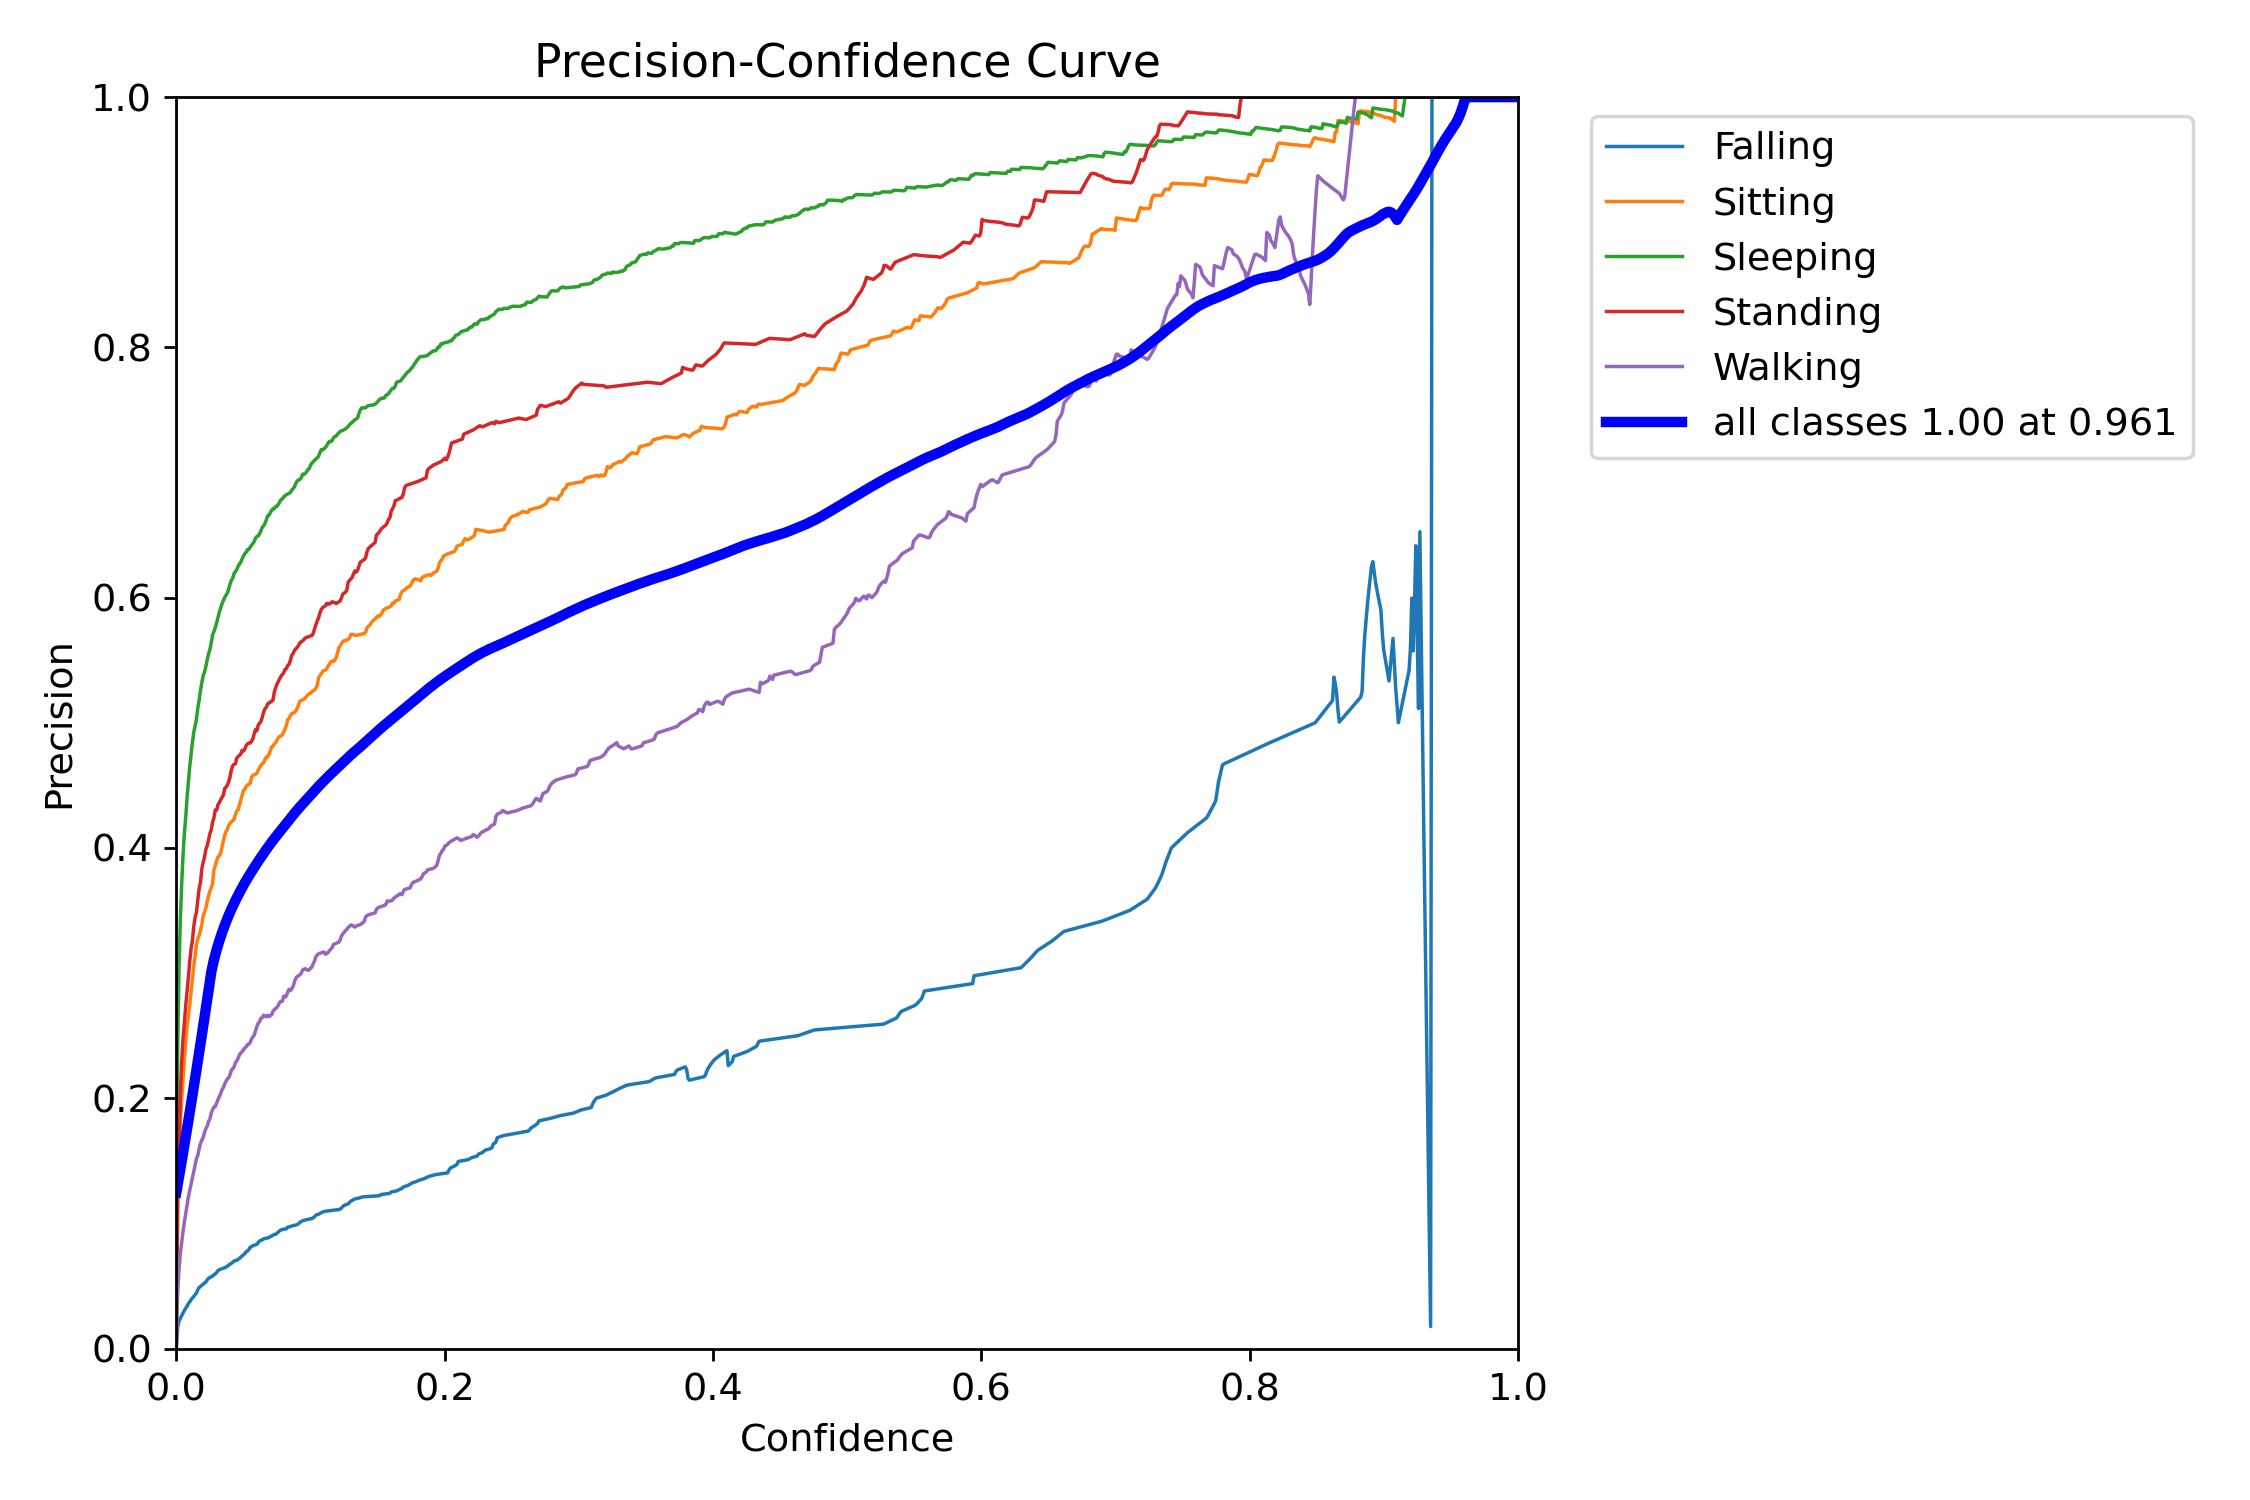 Precision-Confidence Curve
1.0
0.8
0.6
0.4
0.2
0.0
Precision
0.0 0.2 0.4 0.6 0.8 1.0
Confidence
Falling
Sitting
Sleeping
Standing
Walking
all classes 1.00 at 0.961